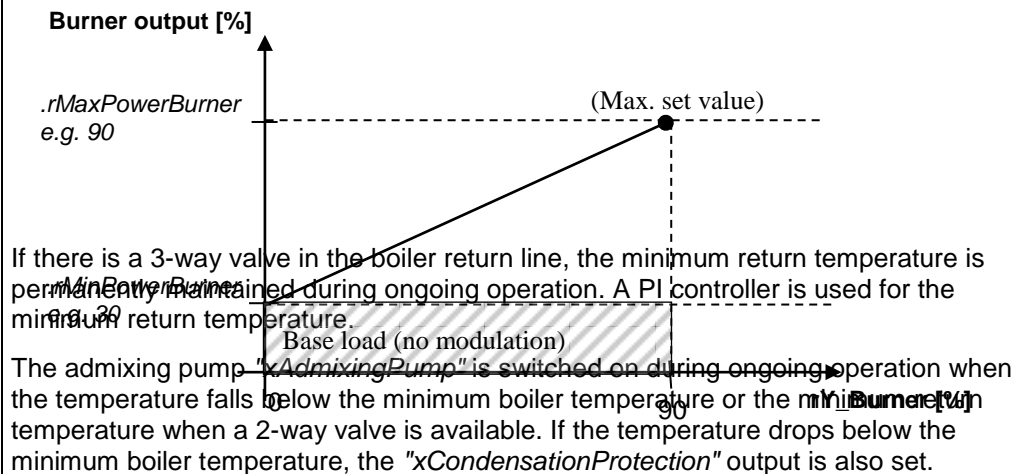 Burner output [%]
.rMaxPowerBurner
e.g. 90
(Max. set value)
If there is a 3-way valve in the boiler return line, the minimum return temperature is
.rMinPowerBurner
permanently maintained during ongoing operation. A PI controller is used for the
e.g. 30
minimum return temperature.
Base load (no modulation)
The admixing pump "xAdmixingPump" is switched on during ongoing operation when
the temperature falls below the minimum boiler temperature or the minimum return
0
90
rY_Burner [%]
temperature when a 2-way valve is available. If the temperature drops below the
minimum boiler temperature, the "xCondensationProtection" output is also set.